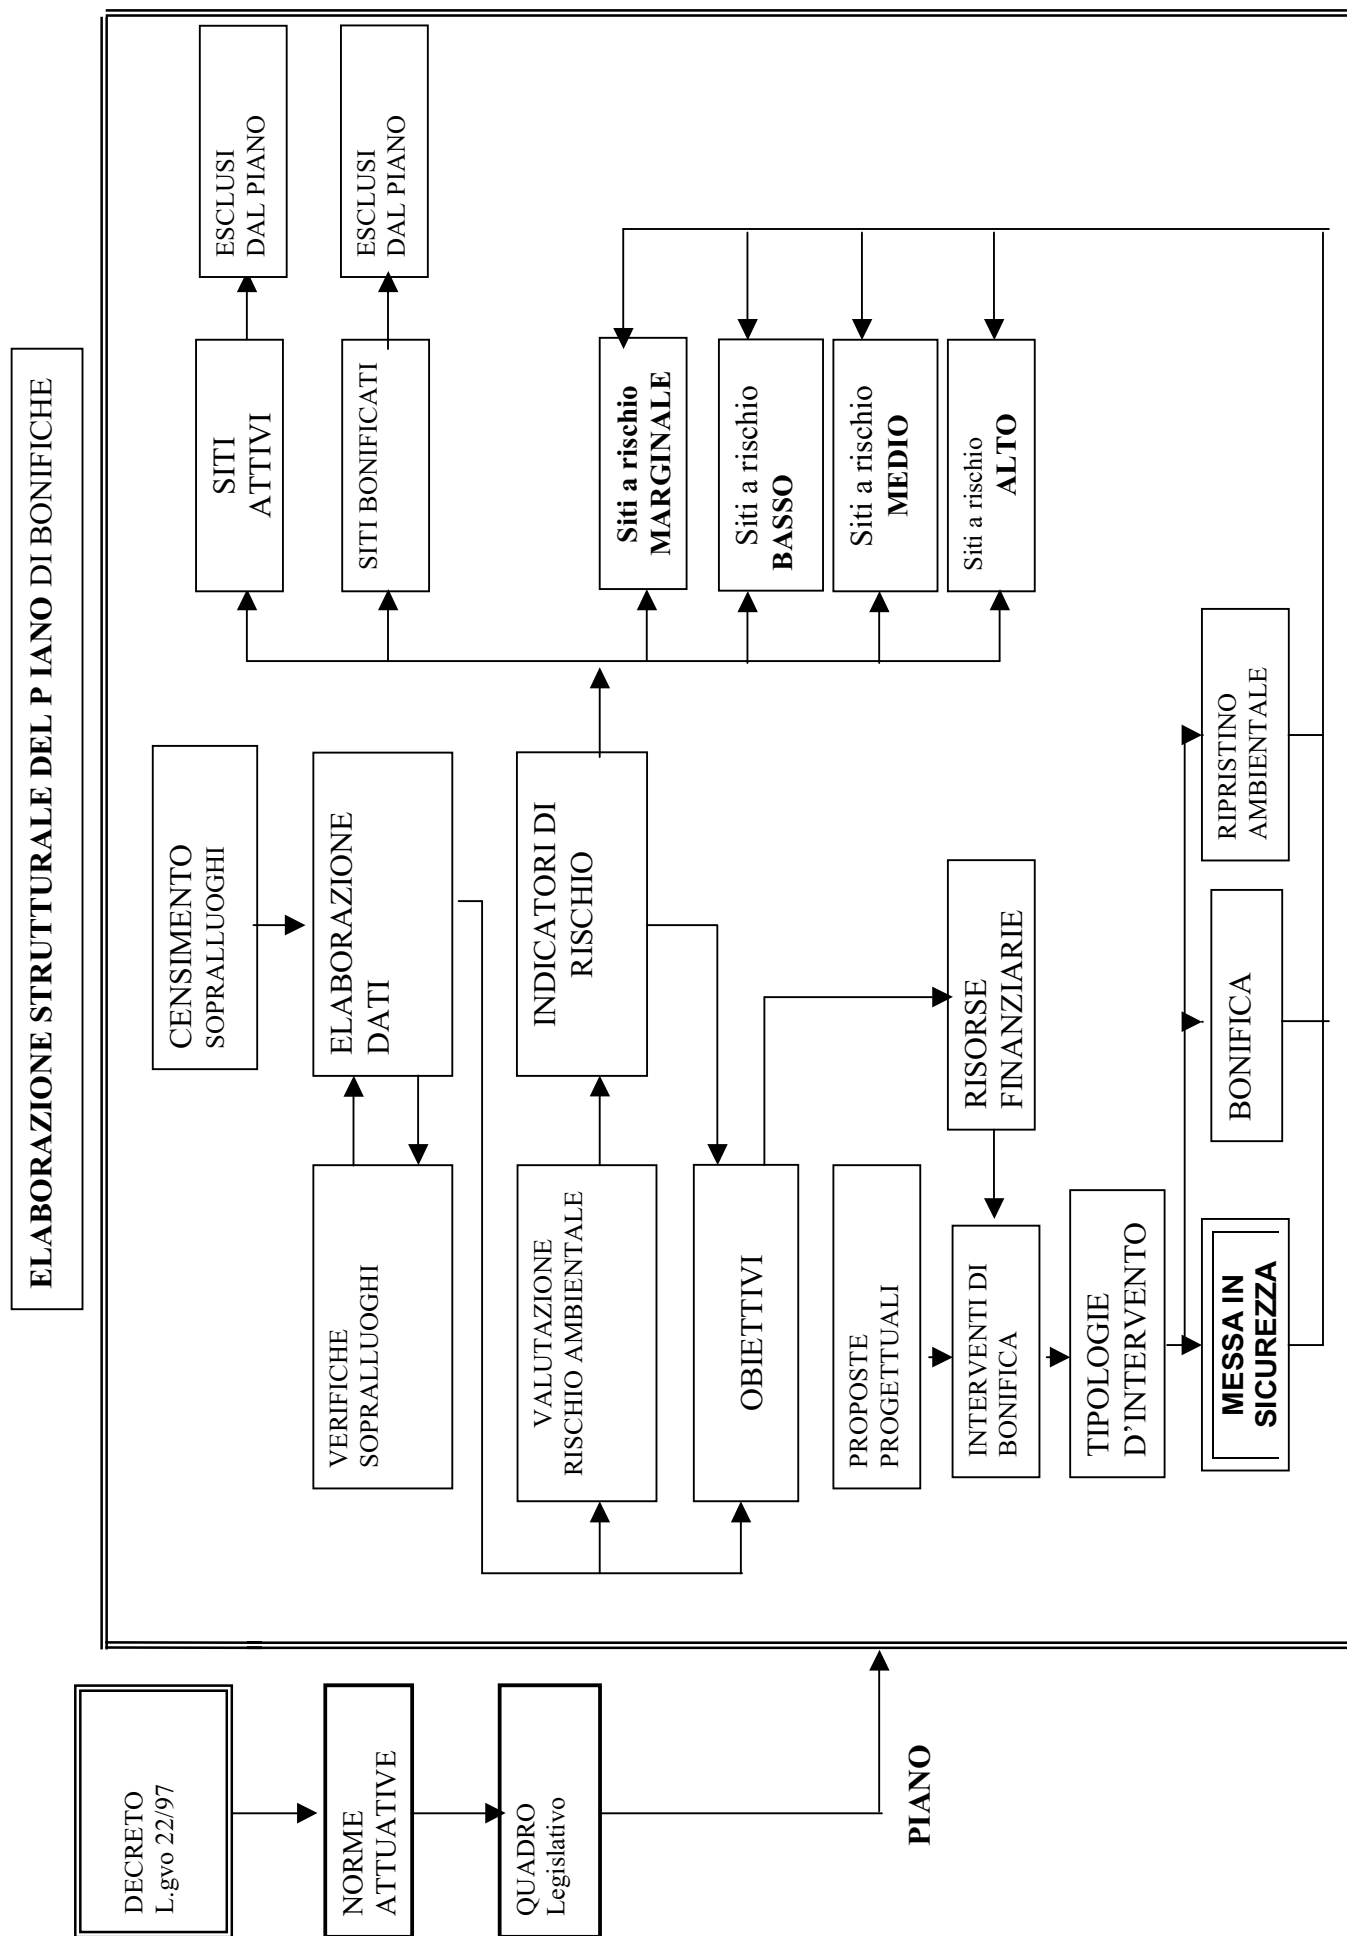 ELABORAZIONE STRUTTURALE DEL P IANO DI BONIFICHE
DECRETO
L.gvo 22/97
NORME
ATTUATIVE
QUADRO
Legislativo
PIANO
CENSIMENTO
SOPRALLUOGHI
VERIFICHE
SOPRALLUOGHI
ELABORAZIONE
DATI
VALUTAZIONE
RISCHIO AMBIENTALE
INDICATORI DI
RISCHIO
OBIETTIVI
PROPOSTE
PROGETTUALI
RISORSE
FINANZIARIE
INTERVENTI DI
BONIFICA
TIPOLOGIE
D'INTERVENTO
MESSA IN
SICUREZZA
BONIFICA
RIPRISTINO
AMBIENTALE
SITI
ATTIVI
ESCLUSI
DAL PIANO
SITI BONIFICATI
ESCLUSI
DAL PIANO
Siti a rischio
MARGINALE
Siti a rischio
BASSO
Siti a rischio
MEDIO
Siti a rischio
ALTO